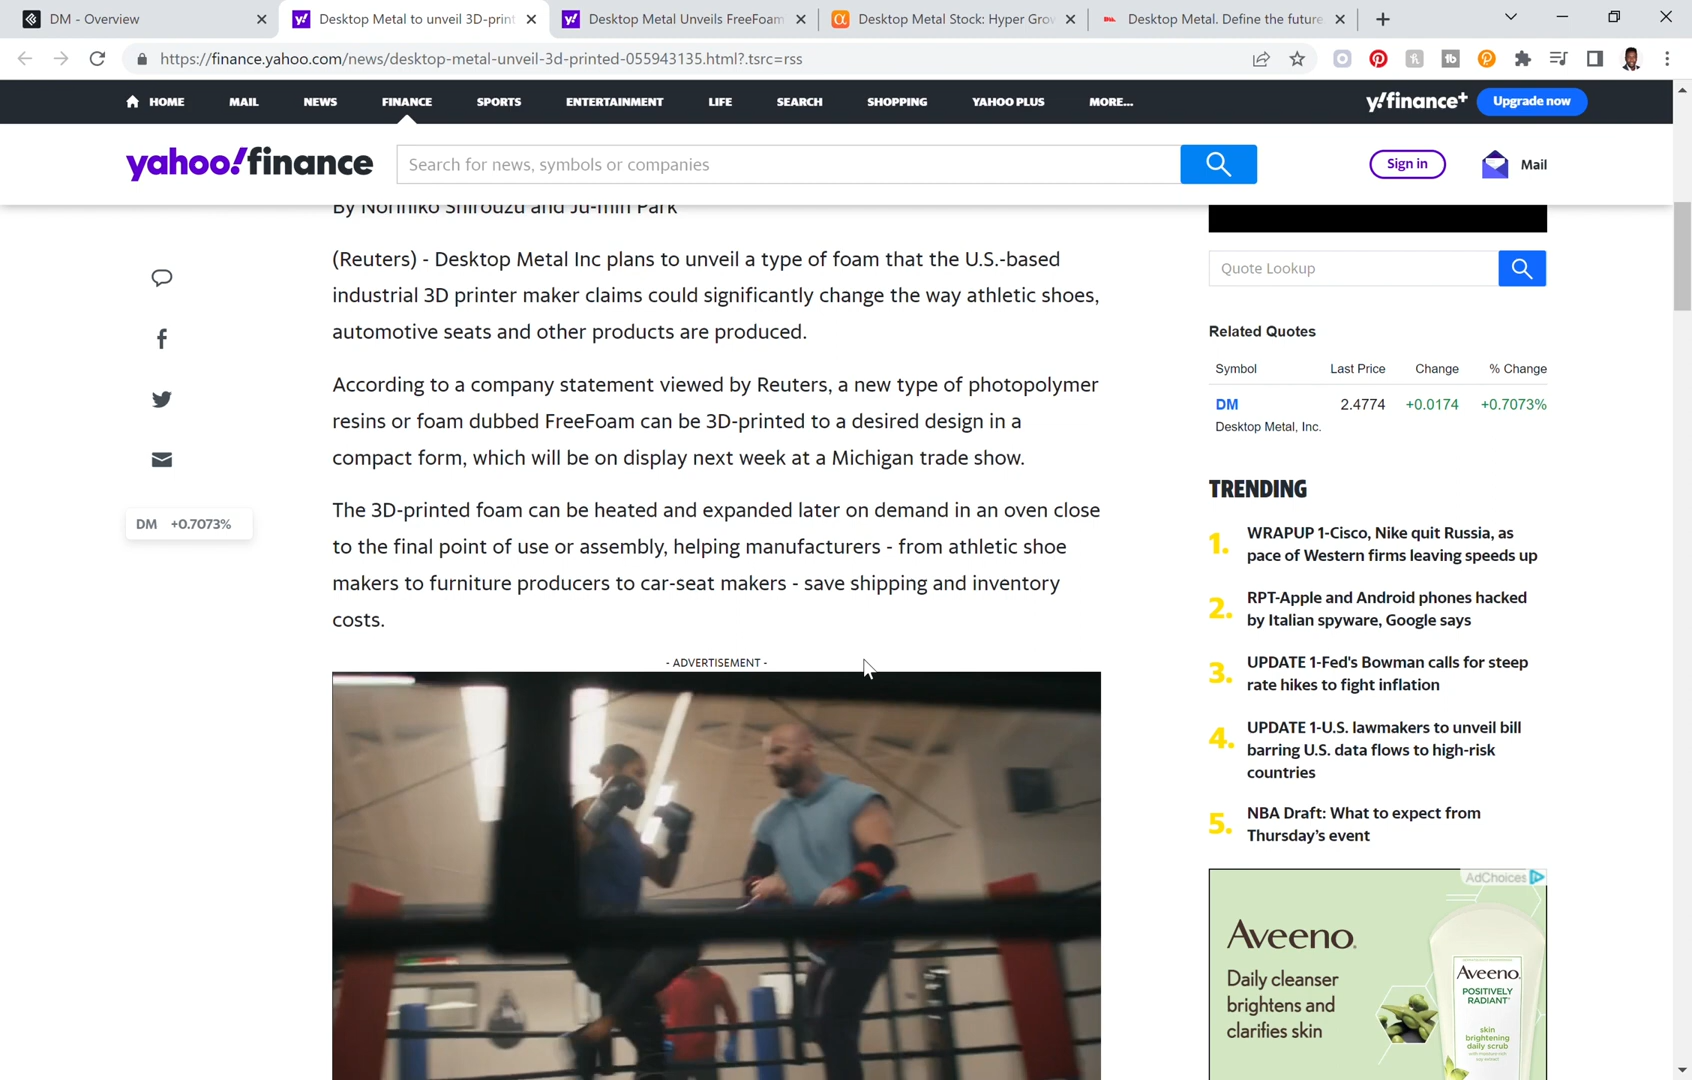 DM - Overview
Desktop Metal to unveil 3D-print
Desktop Metal Unveils FreeFoam
Desktop Metal Stock: Hyper Grow
Desktop Metal. Define the future
https://finance.yahoo.com/news/desktop-metal-unveil-3d-printed-055943135.html?.tsrc=rss
HOME
MAIL
NEWS
FINANCE
SPORTS
ENTERTAINMENT
LIFE
SEARCH
SHOPPING
YAHOO PLUS
MORE...
y!finance+
Upgrade now
yahoo!finance
Search for news, symbols or companies
Sign in
Mail
By Norihiko Shirouzu and Ju-min Park
(Reuters) - Desktop Metal Inc plans to unveil a type of foam that the U.S.-based
industrial 3D printer maker claims could significantly change the way athletic shoes,
automotive seats and other products are produced.
According to a company statement viewed by Reuters, a new type of photopolymer
resins or foam dubbed FreeFoam can be 3D-printed to a desired design in a
compact form, which will be on display next week at a Michigan trade show.
The 3D-printed foam can be heated and expanded later on demand in an oven close
to the final point of use or assembly, helping manufacturers - from athletic shoe
makers to furniture producers to car-seat makers - save shipping and inventory
costs.
- ADVERTISEMENT -
DM +0.7073%
Quote Lookup
Related Quotes
Symbol Last Price Change % Change
DM 2.4774 +0.0174 +0.7073%
Desktop Metal, Inc.
TRENDING
1. WRAPUP 1-Cisco, Nike quit Russia, as
pace of Western firms leaving speeds up
2. RPT-Apple and Android phones hacked
by Italian spyware, Google says
3. UPDATE 1-Fed's Bowman calls for steep
rate hikes to fight inflation
4. UPDATE 1-U.S. lawmakers to unveil bill
barring U.S. data flows to high-risk
countries
5. NBA Draft: What to expect from
Thursday's event
AdChoices
Aveeno.
Daily cleanser
brightens and
clarifies skin
Aveeno.
POSITIVELY
RADIANT
skin
brightening
daily scrub